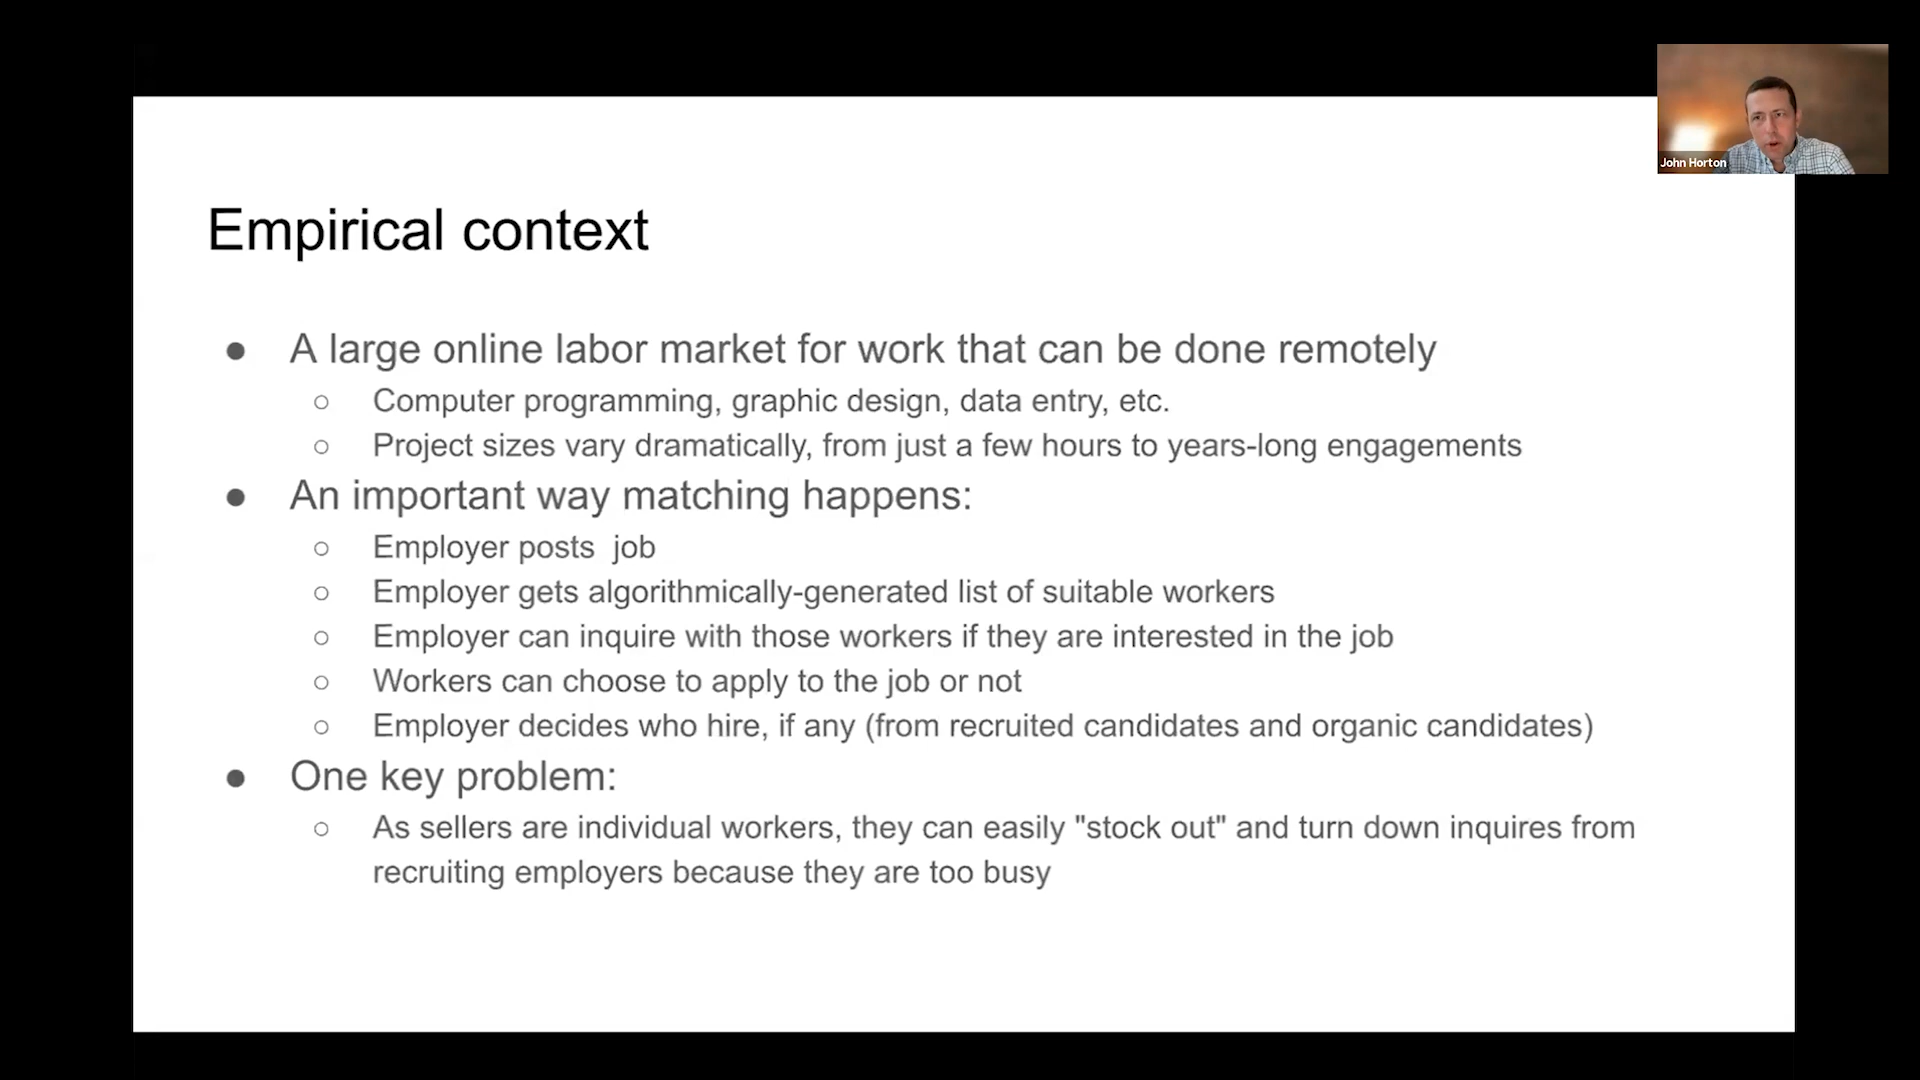 John Horton
Empirical context
● A large online labor market for work that can be done remotely
○ Computer programming, graphic design, data entry, etc.
○ Project sizes vary dramatically, from just a few hours to years-long engagements
● An important way matching happens:
○ Employer posts  job
○ Employer gets algorithmically-generated list of suitable workers
○ Employer can inquire with those workers if they are interested in the job
○ Workers can choose to apply to the job or not
○ Employer decides who hire, if any (from recruited candidates and organic candidates)
● One key problem:
○ As sellers are individual workers, they can easily "stock out" and turn down inquires from
recruiting employers because they are too busy